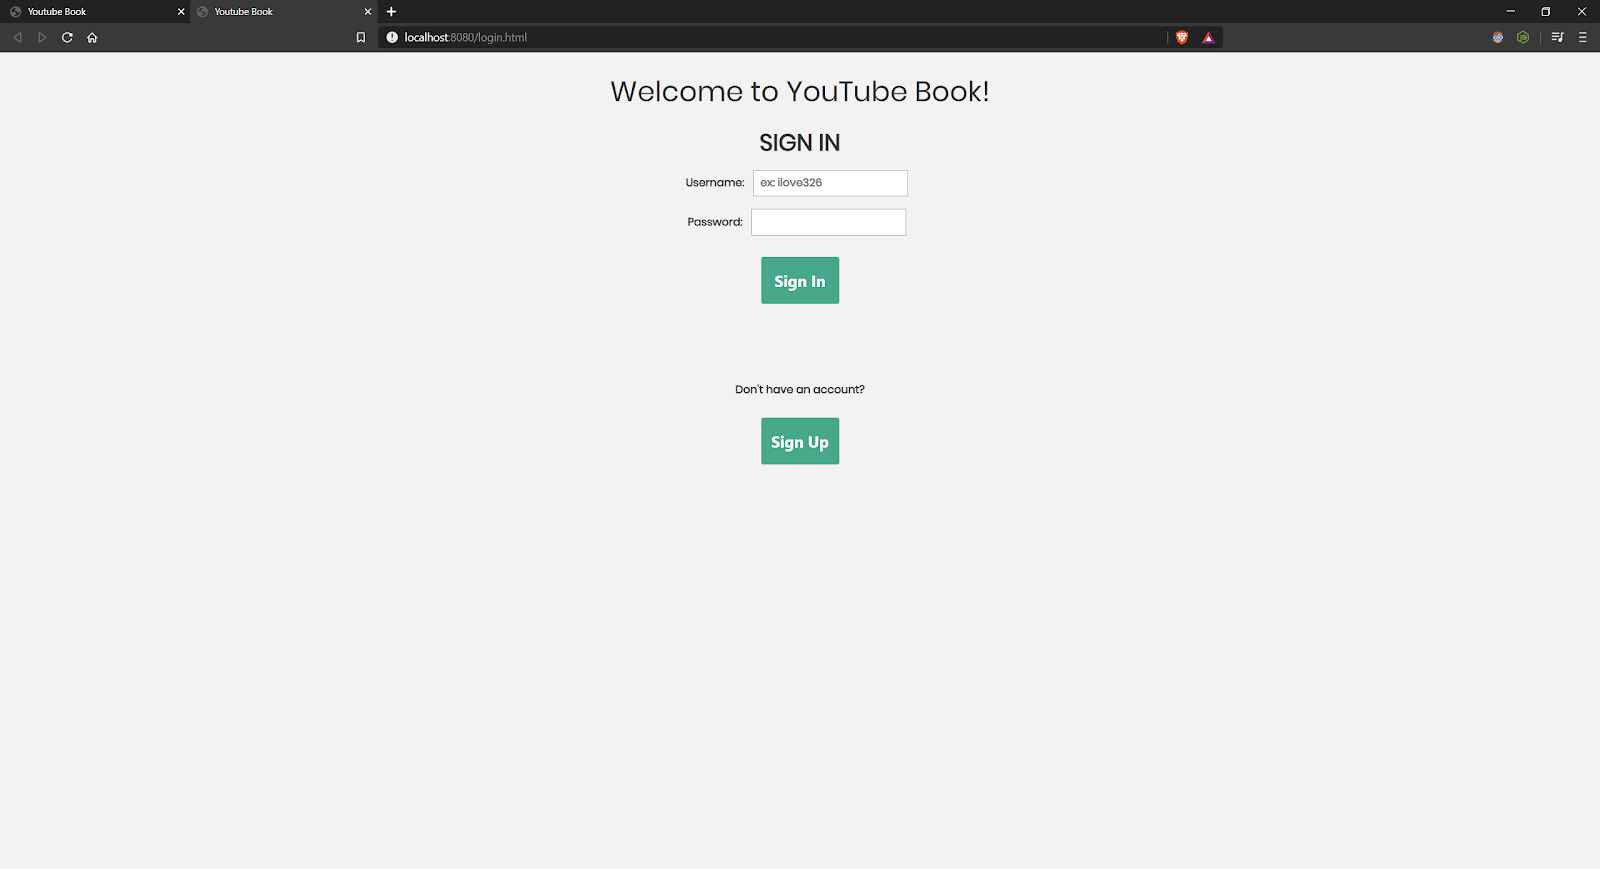 Youtube Book
Youtube Book
localhost:8080/login.html
Welcome to YouTube Book!
SIGN IN
Username: ex: ilove326
Password:
Sign In
Don't have an account?
Sign Up